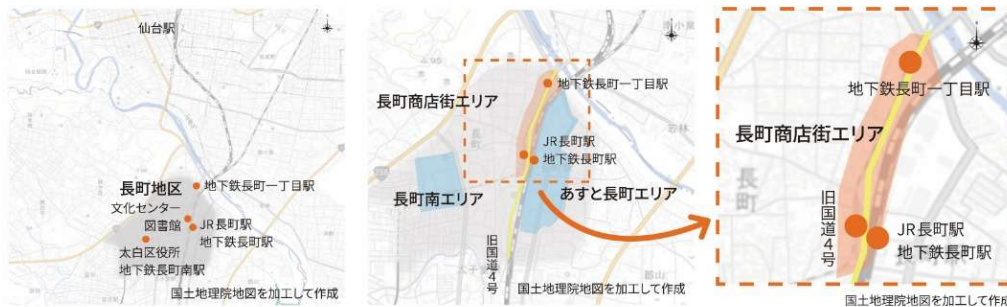 仙台駅
長町地区
地下鉄長町一丁目駅
文化センター
図書館
JR長町駅
地下鉄長町駅
太白区役所
地下鉄長町南駅
国土地理院地図を加工して作成
地下鉄長町一丁目駅
長町商店街エリア
長町
若林
JR長町駅
地下鉄長町駅
長町南エリア
あすと長町エリア
旧国道4号
郡山
国土地理院地図を加工して作成
地下鉄長町一丁目駅
長町商店街エリア
長町
旧国道4号
JR長町駅
地下鉄長町駅
国土地理院地図を加工して作成